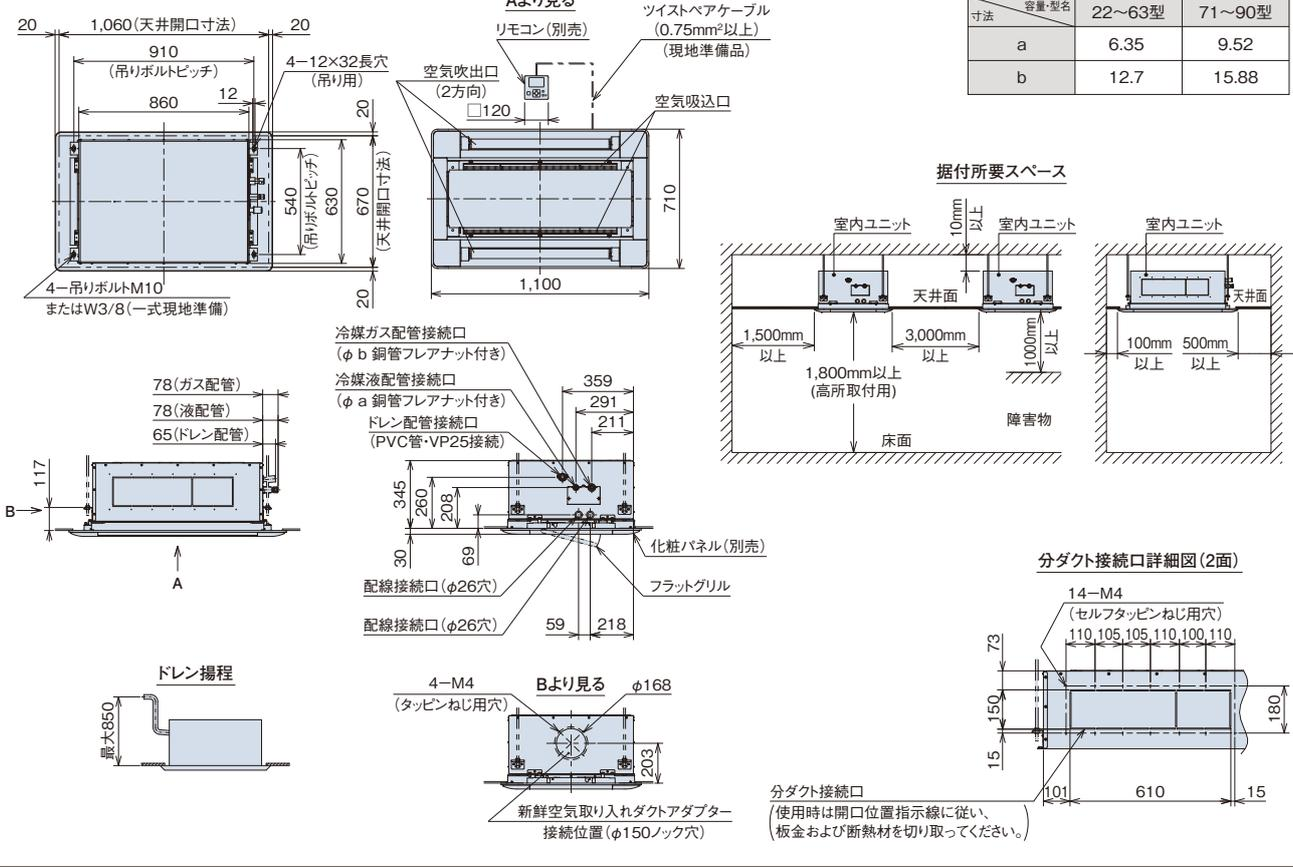 Aより見る
ツイストペアケーブル
(0.75mm²以上)
(現地準備品)
リモコン(別売)
空気吹出口
(2方向)
□120
空気吸込口
710
1,100
20
1,060(天井開口寸法)
20
910
(吊りボルトピッチ)
4−12×32長穴
(吊り用)
12
860
20
540
(吊りボルトピッチ)
630
670
(天井開口寸法)
20
4−吊りボルトM10
またはW3/8(一式現地準備)
容量・型名
寸法
22〜63型
71〜90型
a
6.35
9.52
b
12.7
15.88
据付所要スペース
室内ユニット
10mm
以上
室内ユニット
室内ユニット
天井面
天井面
1,500mm
以上
3,000mm
以上
1000mm
以上
100mm
以上
500mm
以上
1,800mm以上
(高所取付用)
障害物
床面
78(ガス配管)
78(液配管)
65(ドレン配管)
117
B
A
冷媒ガス配管接続口
(φb 銅管フレアナット付き)
冷媒液配管接続口
(φa 銅管フレアナット付き)
ドレン配管接続口
(PVC管・VP25接続)
359
291
211
345
260
208
30
69
化粧パネル(別売)
フラットグリル
配線接続口(φ26穴)
配線接続口(φ26穴)
59
218
ドレン揚程
最大850
4−M4
(タッピンねじ用穴)
Bより見る
φ168
203
新鮮空気取り入れダクトアダプター
接続位置(φ150ノック穴)
分ダクト接続口詳細図(2面)
14−M4
(セルフタッピンねじ用穴)
110
105
105
110
100
110
73
150
15
180
101
610
15
分ダクト接続口
(使用時は開口位置指示線に従い、
板金および断熱材を切り取ってください。)